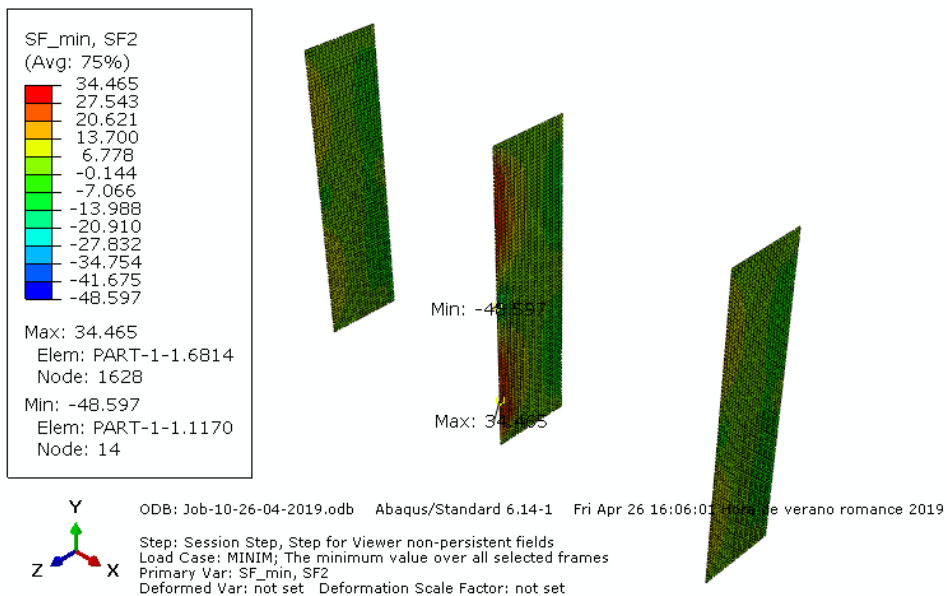 SF_min, SF2
(Avg: 75%)
34.465
27.543
20.621
13.700
6.778
-0.144
-7.066
-13.988
-20.910
-27.832
-34.754
-41.675
-48.597
Max: 34.465
Elem: PART-1-1.6814
Node: 1628
Min: -48.597
Elem: PART-1-1.1170
Node: 14
Min: -48.597
Max: 34.465
Y
Z X
ODB: Job-10-26-04-2019.odb Abaqus/Standard 6.14-1 Fri Apr 26 16:06:01 Hora de verano romance 2019
Step: Session Step, Step for Viewer non-persistent fields
Load Case: MINIM; The minimum value over all selected frames
Primary Var: SF_min, SF2
Deformed Var: not set Deformation Scale Factor: not set